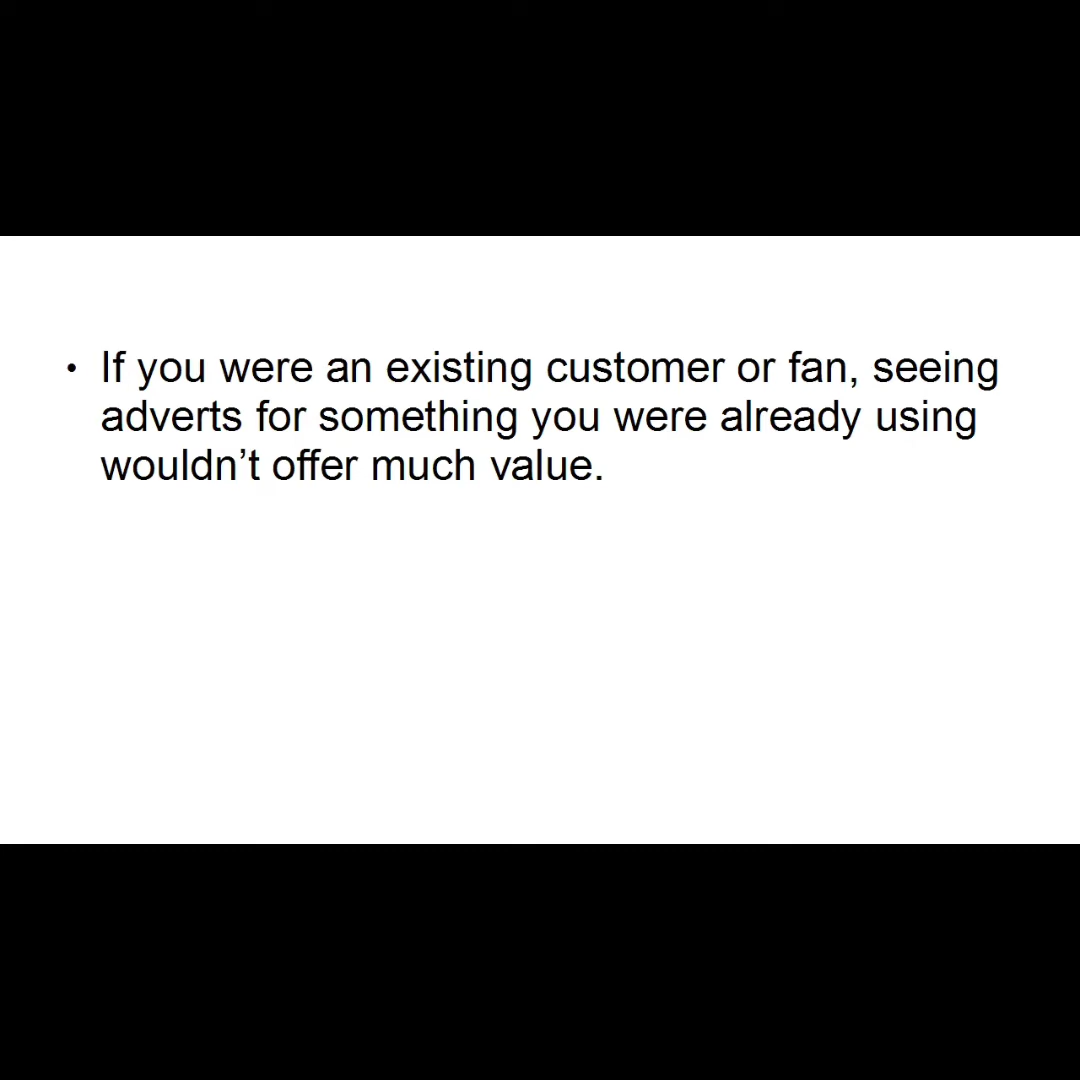 • If you were an existing customer or fan, seeing
adverts for something you were already using
wouldn’t offer much value.